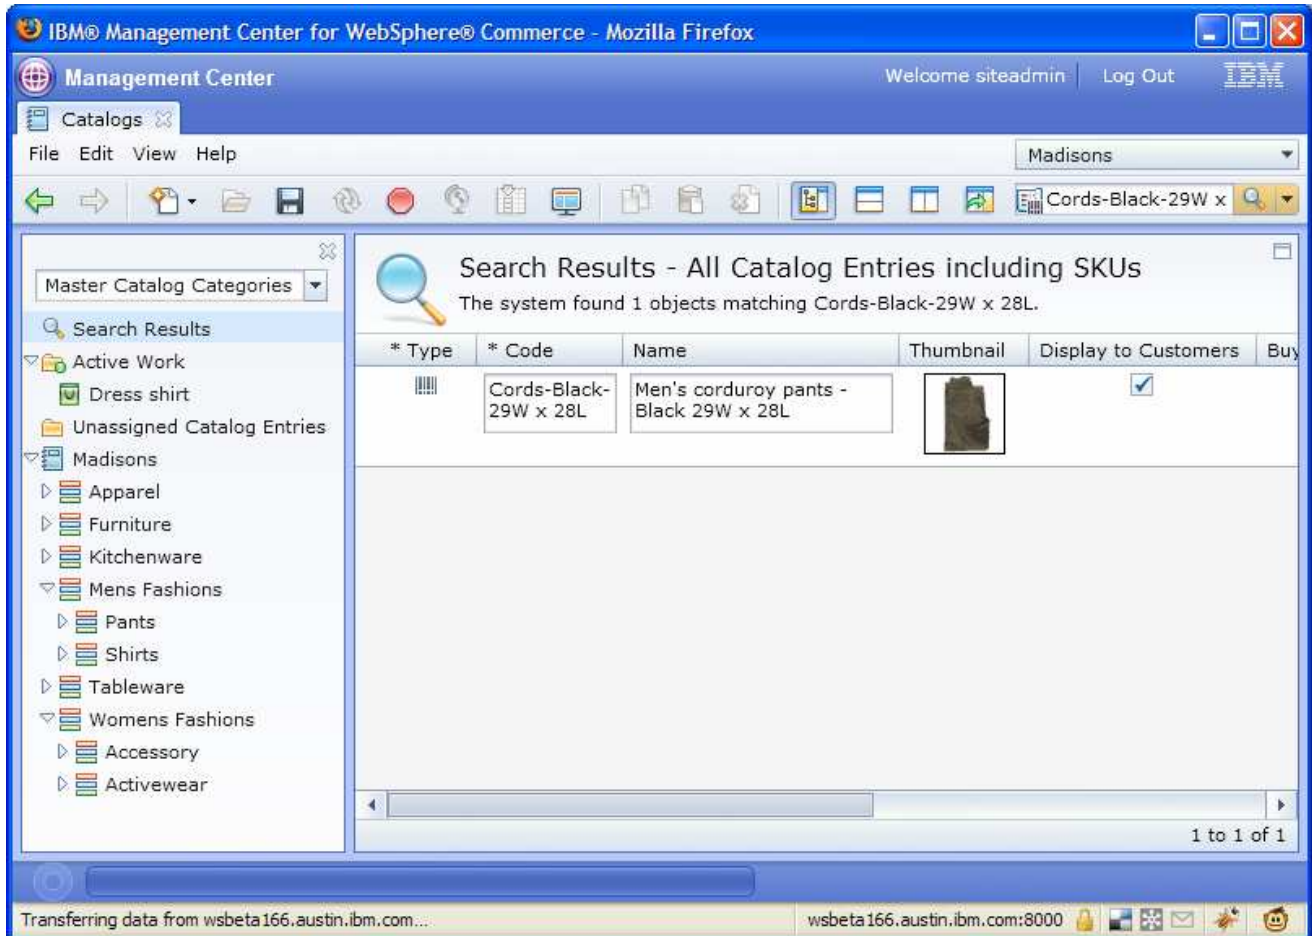 IBM® Management Center for WebSphere® Commerce - Mozilla Firefox
Management Center
Welcome siteadmin
Log Out
IBM
Catalogs
File Edit View Help
Madisons
Cords-Black-29W x
Master Catalog Categories
Search Results
Active Work
Dress shirt
Unassigned Catalog Entries
Madisons
Apparel
Furniture
Kitchenware
Mens Fashions
Pants
Shirts
Tableware
Womens Fashions
Accessory
Activewear
Search Results - All Catalog Entries including SKUs
The system found 1 objects matching Cords-Black-29W x 28L.
* Type * Code Name Thumbnail Display to Customers Buy
Cords-Black-
29W x 28L
Men's corduroy pants -
Black 29W x 28L
1 to 1 of 1
Transferring data from wsbeta166.austin.ibm.com...
wsbeta166.austin.ibm.com:8000